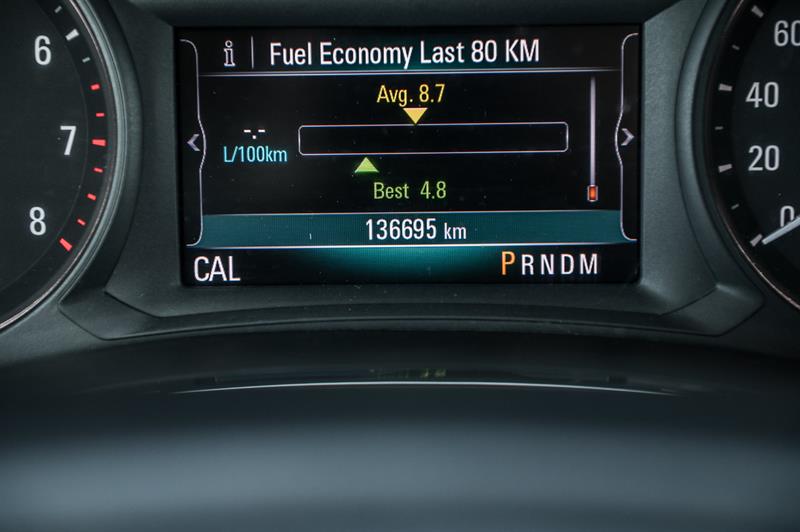 Fuel Economy Last 80 KM
Avg. 8.7
-.-
L/100km
Best 4.8
136695 km
CAL
PRNDM
6
7
8
60
40
20
0